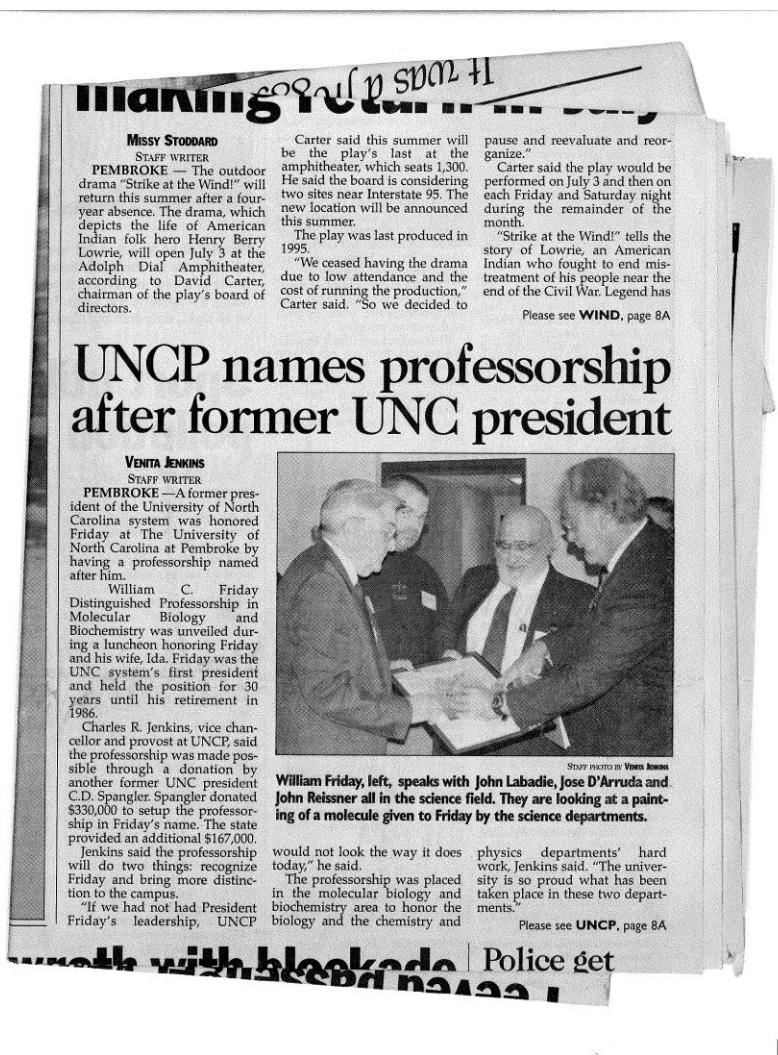 It was a
making return in July
MISSY STODDARD
STAFF WRITER
PEMBROKE — The outdoor
drama "Strike at the Wind!" will
return this summer after a four-
year absence. The drama, which
depicts the life of American
Indian folk hero Henry Berry
Lowrie, will open July 3 at the
Adolph Dial Amphitheater,
according to David Carter,
chairman of the play's board of
directors.
Carter said this summer will
be the play's last at the
amphitheater, which seats 1,300.
He said the board is considering
two sites near Interstate 95. The
new location will be announced
this summer.
The play was last produced in
1995.
"We ceased having the drama
due to low attendance and the
cost of running the production,"
Carter said. "So we decided to
pause and reevaluate and reor-
ganize."
Carter said the play would be
performed on July 3 and then on
each Friday and Saturday night
during the remainder of the
month.
"Strike at the Wind!" tells the
story of Lowrie, an American
Indian who fought to end mis-
treatment of his people near the
end of the Civil War. Legend has
Please see WIND, page 8A
UNCP names professorship
after former UNC president
VENITA JENKINS
STAFF WRITER
PEMBROKE —A former pres-
ident of the University of North
Carolina system was honored
Friday at The University of
North Carolina at Pembroke by
having a professorship named
after him.
William C. Friday
Distinguished Professorship in
Molecular Biology and
Biochemistry was unveiled dur-
ing a luncheon honoring Friday
and his wife, Ida. Friday was the
UNC system's first president
and held the position for 30
years until his retirement in
1986.
Charles R. Jenkins, vice chan-
cellor and provost at UNCP, said
the professorship was made pos-
sible through a donation by
another former UNC president
C.D. Spangler. Spangler donated
$330,000 to setup the professor-
ship in Friday's name. The state
provided an additional $167,000.
Jenkins said the professorship
will do two things: recognize
Friday and bring more distinc-
tion to the campus.
"If we had not had President
Friday's leadership, UNCP
STAFF PHOTO BY VENITA JENKINS
William Friday, left, speaks with John Labadie, Jose D'Arruda and
John Reissner all in the science field. They are looking at a paint-
ing of a molecule given to Friday by the science departments.
would not look the way it does
today," he said.
The professorship was placed
in the molecular biology and
biochemistry area to honor the
biology and the chemistry and
physics departments' hard
work, Jenkins said. "The univer-
sity is so proud what has been
taken place in these two depart-
ments."
Please see UNCP, page 8A
wroth with blockade
Police get